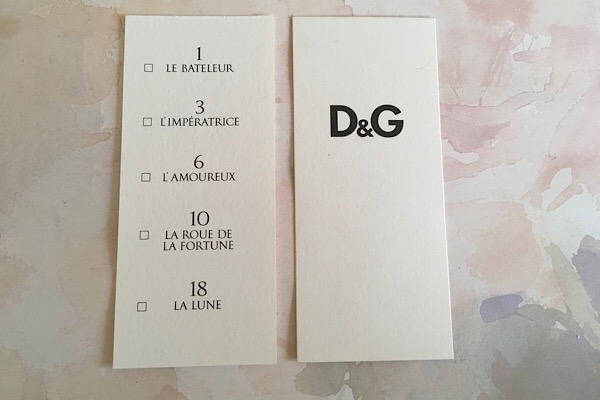 1
LE BATELEUR
3
L'IMPÉRATRICE
6
L'AMOUREUX
10
LA ROUE DE
LA FORTUNE
18
LA LUNE
D&G